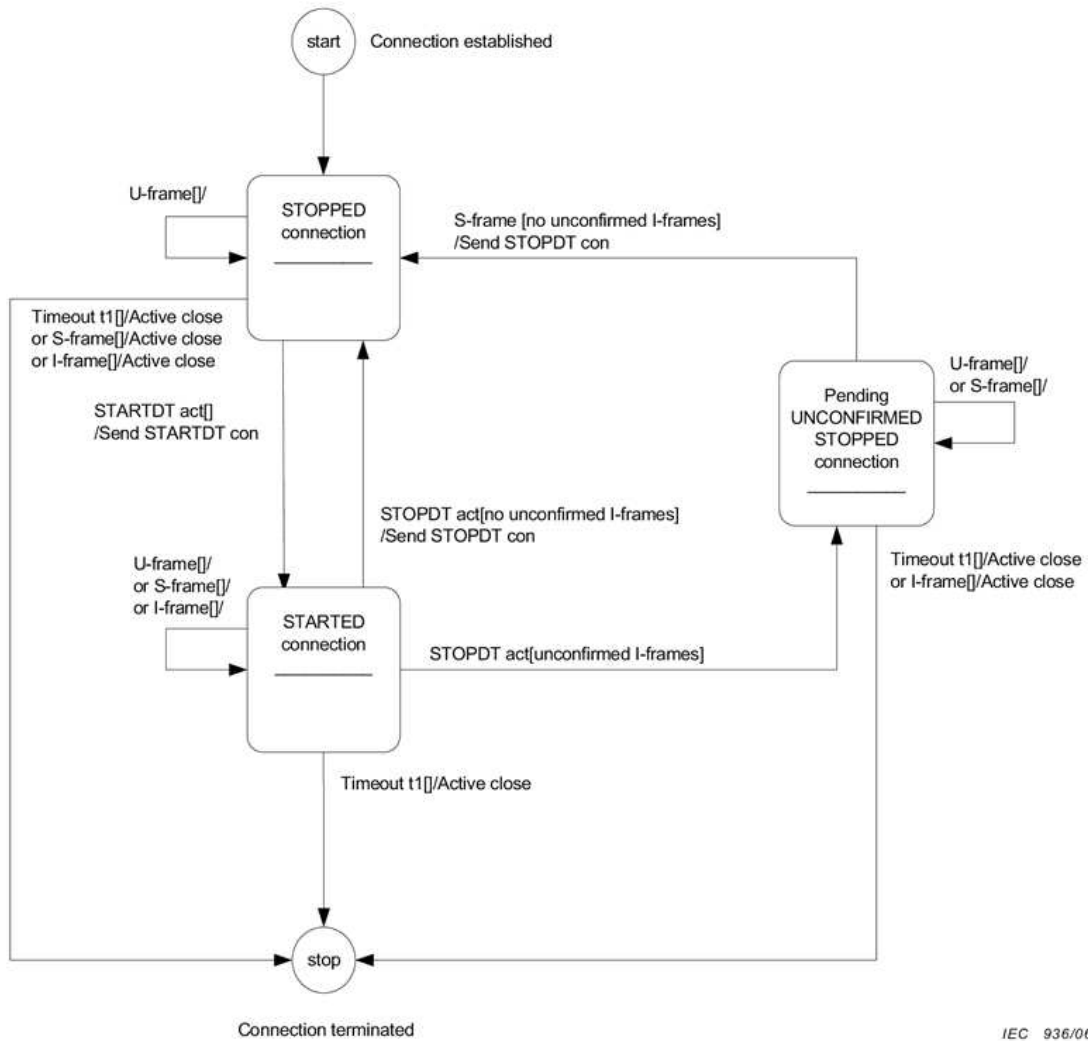 start
Connection established
U-frame[]/
STOPPED
connection
S-frame [no unconfirmed I-frames]
/Send STOPDT con
Timeout t1[]/Active close
or S-frame[]/Active close
or I-frame[]/Active close
U-frame[]/
or S-frame[]/
Pending
UNCONFIRMED
STOPPED
connection
STARTDT act[]
/Send STARTDT con
STOPDT act[no unconfirmed I-frames]
/Send STOPDT con
Timeout t1[]/Active close
or I-frame[]/Active close
U-frame[]/
or S-frame[]/
or I-frame[]/
STARTED
connection
STOPDT act[unconfirmed I-frames]
Timeout t1[]/Active close
stop
Connection terminated
IEC 936/06